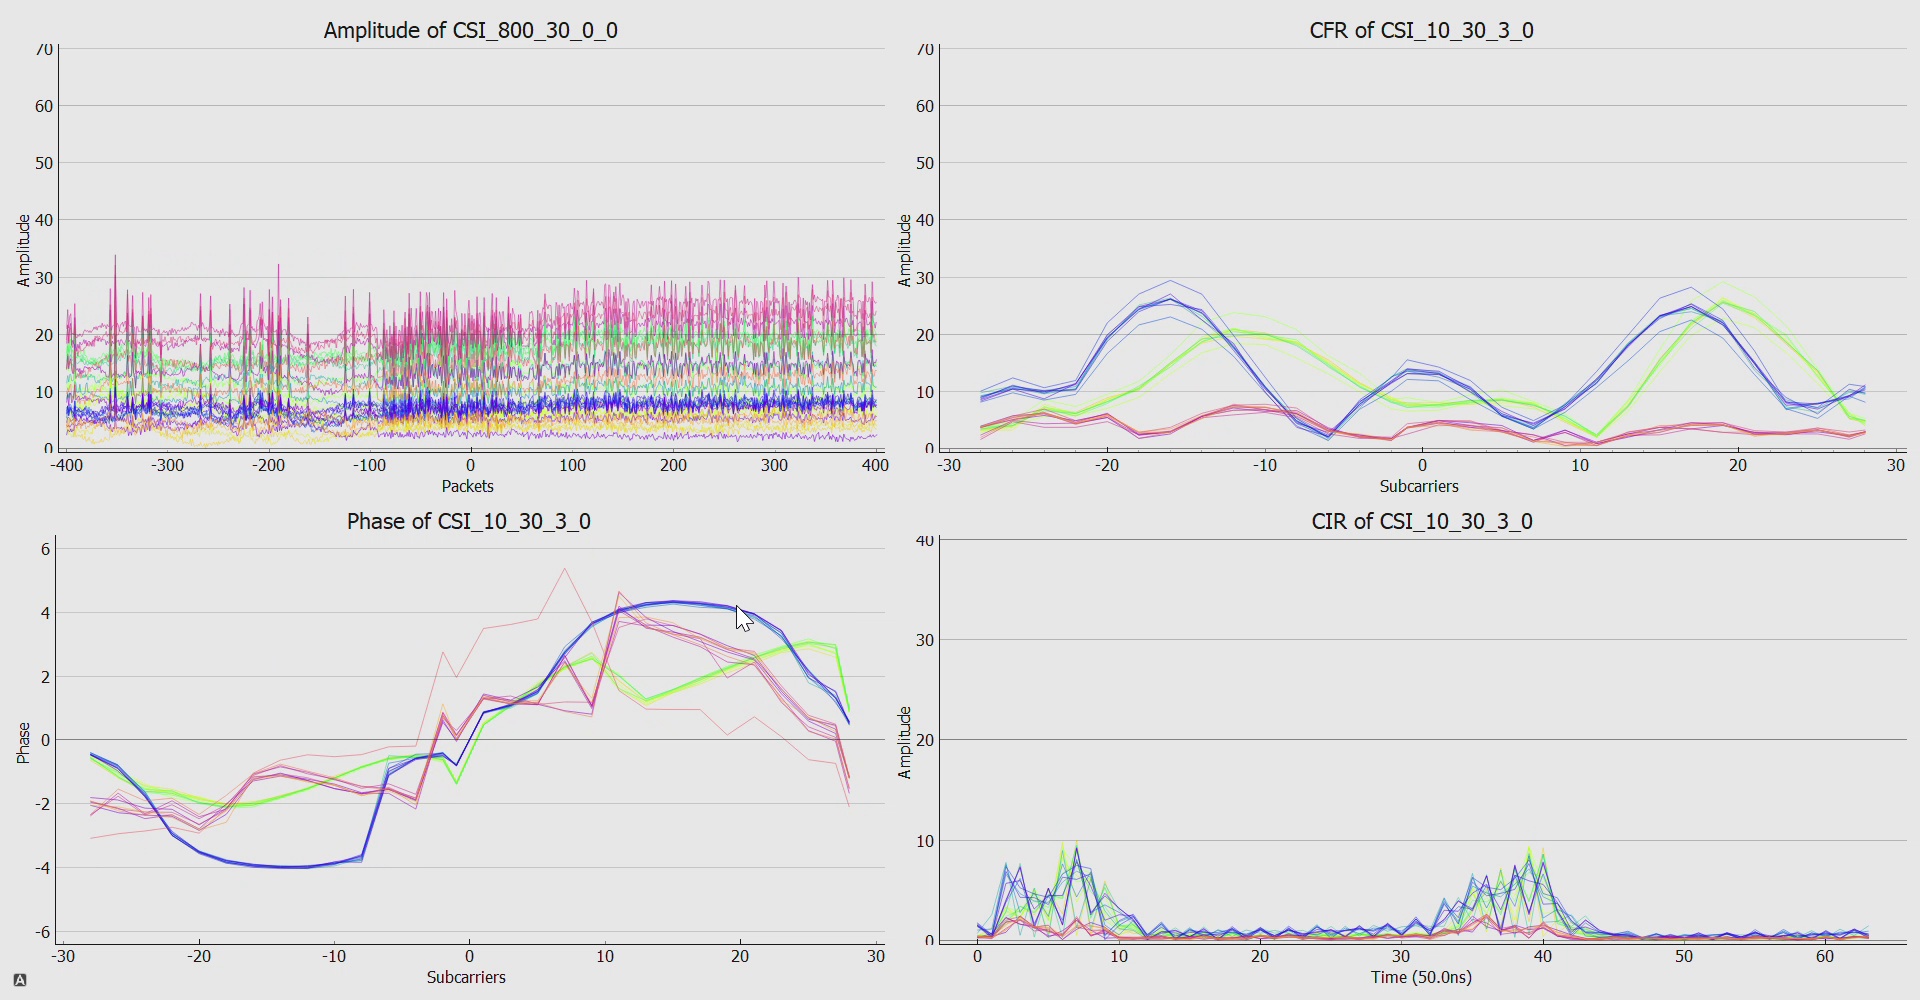 Amplitude of CSI_800_30_0_0
70
60
50
40
30
20
10
0
Amplitude
-400 -300 -200 -100 0 100 200 300 400
Packets
CFR of CSI_10_30_3_0
70
60
50
40
30
20
10
0
Amplitude
-30 -20 -10 0 10 20 30
Subcarriers
Phase of CSI_10_30_3_0
6
4
2
0
-2
-4
-6
Phase
-30 -20 -10 0 10 20 30
Subcarriers
A
CIR of CSI_10_30_3_0
40
30
20
10
0
Amplitude
0 10 20 30 40 50 60
Time (50.0ns)